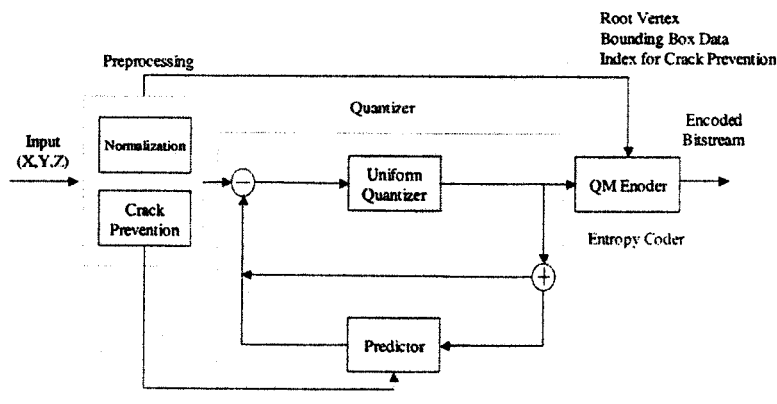 Root Vertex
Bounding Box Data
Index for Crack Prevention
Preprocessing
Quantizer
Input
(X,Y,Z)
Normalization
Crack
Prevention
−
Uniform
Quantizer
QM Enoder
Encoded
Bitstream
Entropy Coder
+
Predictor